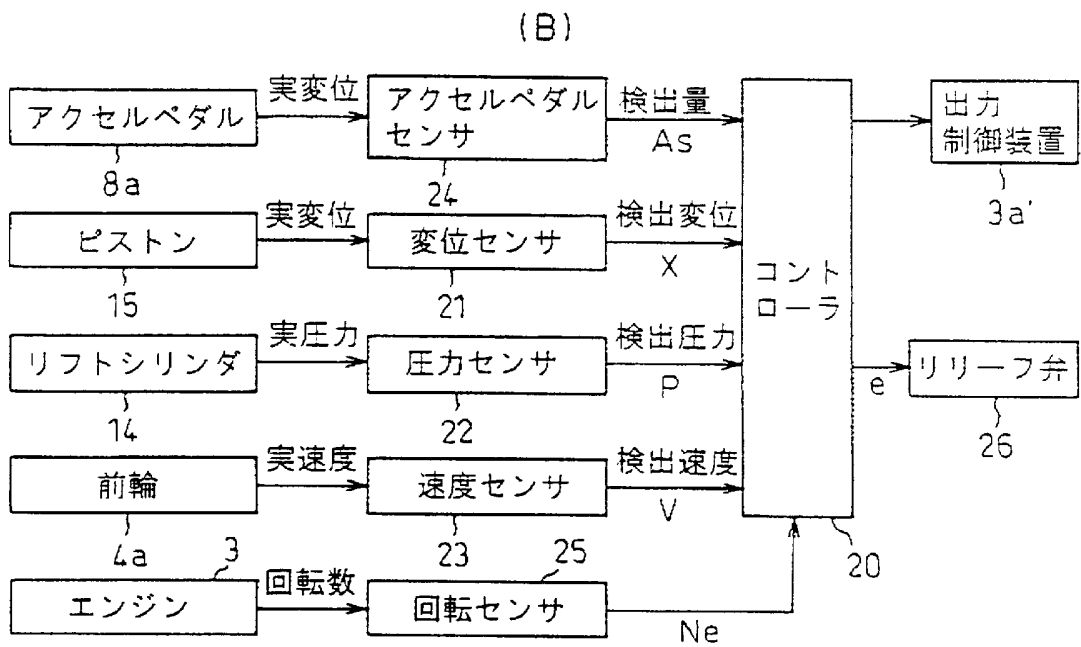 (B)
アクセルペダル
8a
実変位
アクセルペダル
センサ
24
検出量
As
出力
制御装置
3a'
ピストン
15
実変位
変位センサ
21
検出変位
X
コント
ローラ
20
リフトシリンダ
14
実圧力
圧力センサ
22
検出圧力
P
e
リリーフ弁
26
前輪
4a
実速度
速度センサ
23
検出速度
V
エンジン
3
回転数
回転センサ
25
Ne